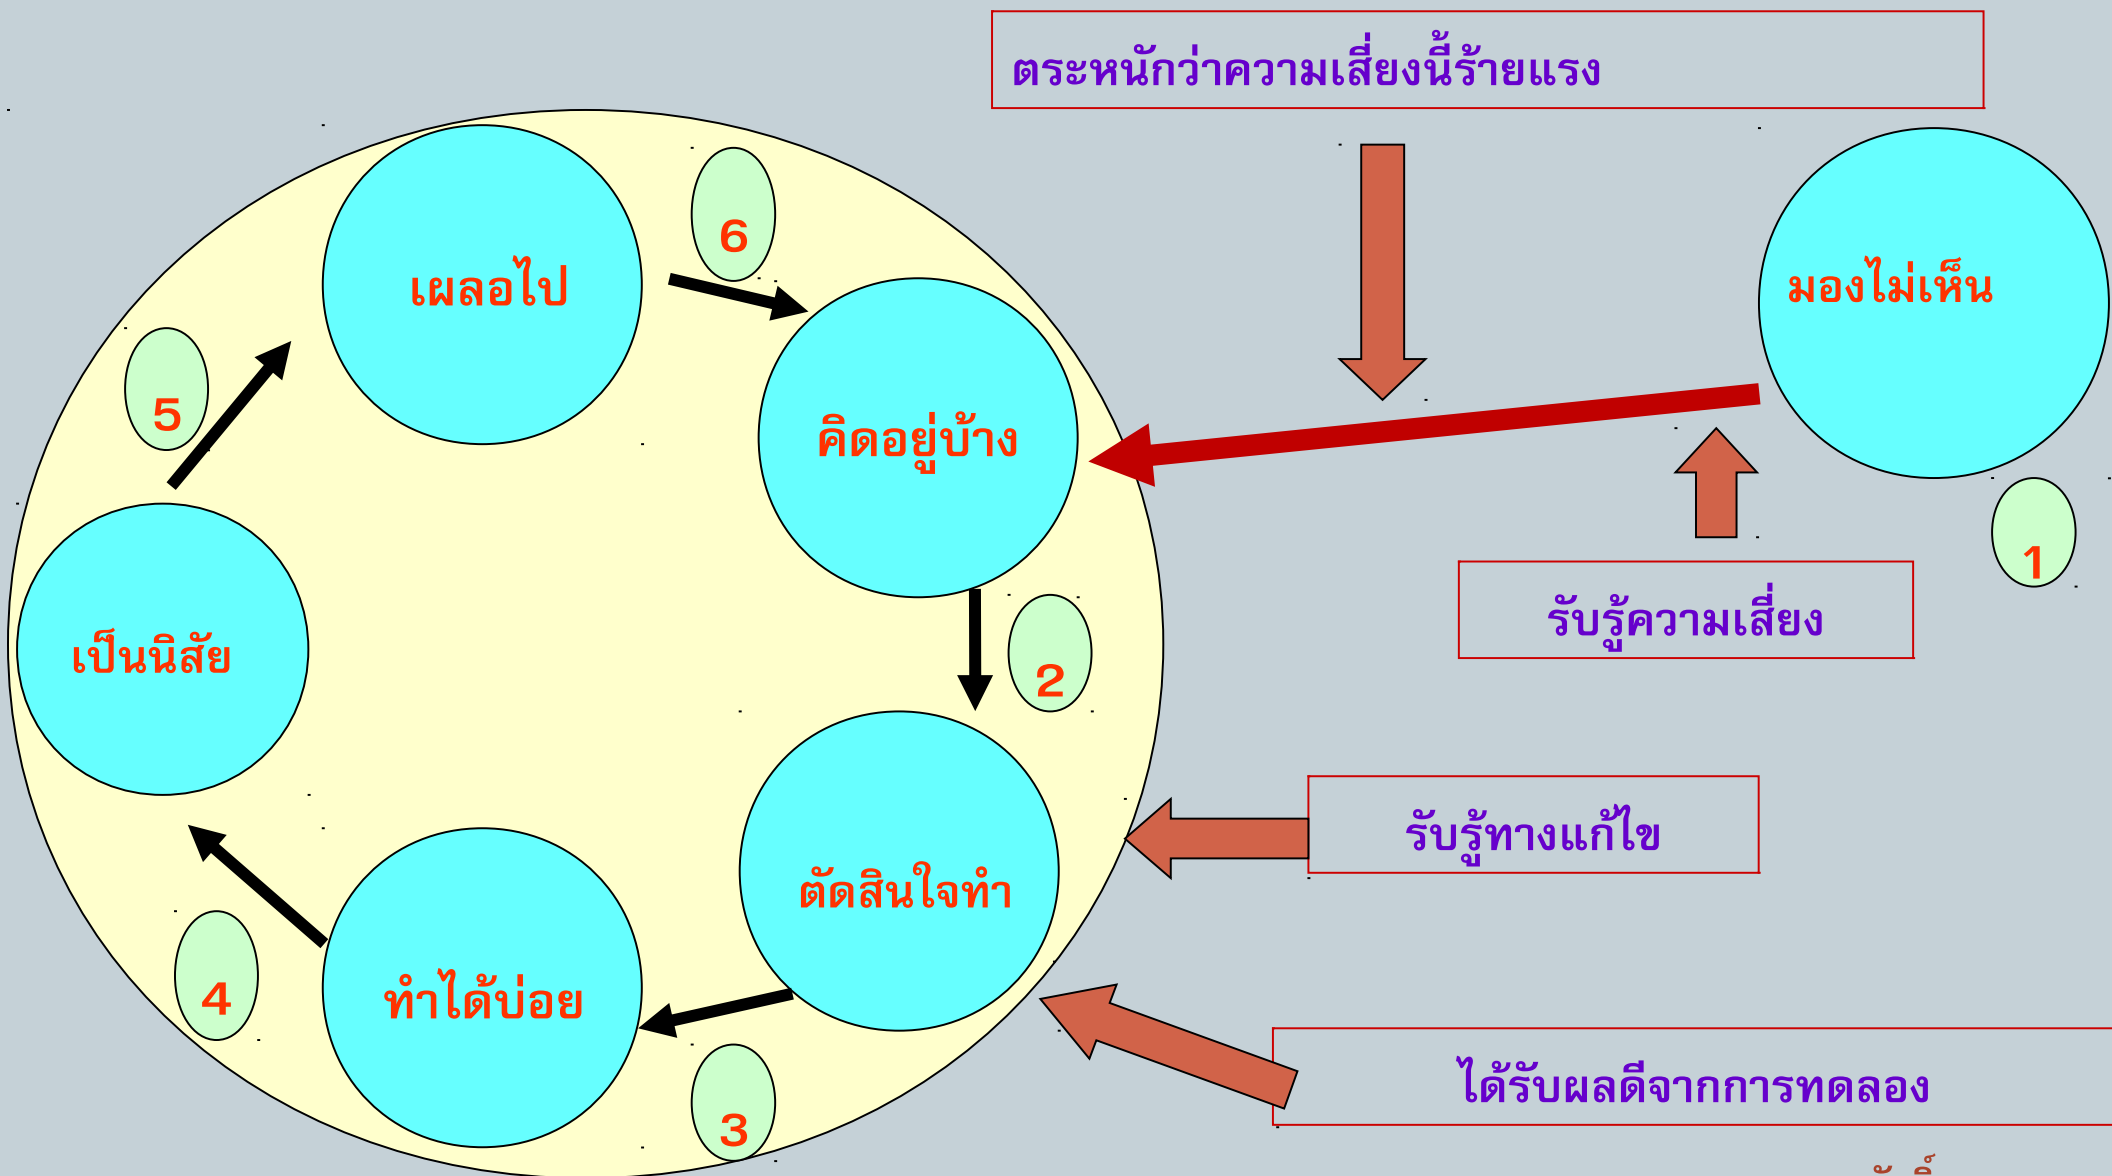 ตระหนักว่าความเสี่ยงนี้ร้ายแรง
6
เผลอไป
มองไม่เห็น
5
คิดอยู่บ้าง
1
รับรู้ความเสี่ยง
เป็นนิสัย
2
รับรู้ทางแก้ไข
ตัดสินใจทำ
4
ทำได้บ่อย
ได้รับผลดีจากการทดลอง
3